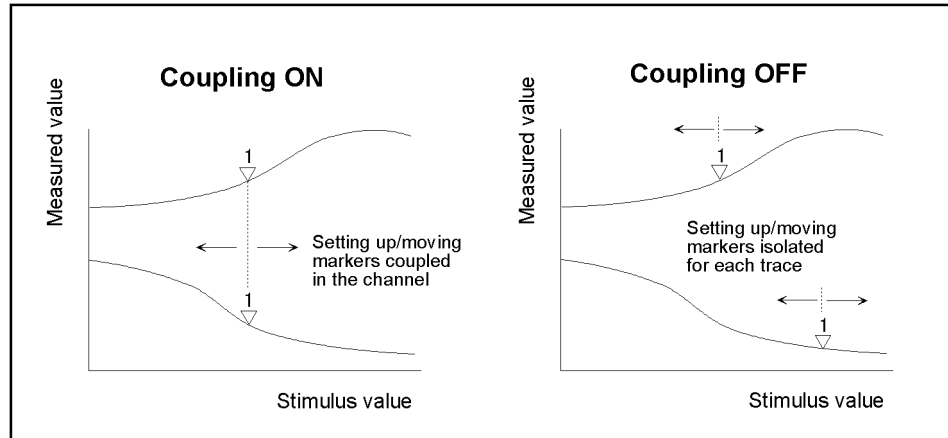 Coupling ON
Measured value
1
Setting up/moving
markers coupled
in the channel
1
Stimulus value
Coupling OFF
Measured value
1
Setting up/moving
markers isolated
for each trace
1
Stimulus value